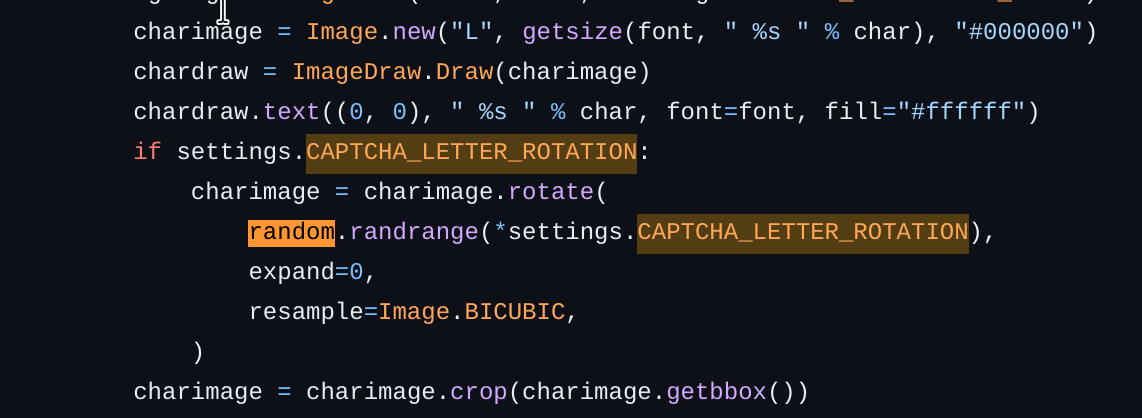 charimage = Image.new("L", getsize(font, " %s " % char), "#000000")
chardraw = ImageDraw.Draw(charimage)
chardraw.text((0, 0), " %s " % char, font=font, fill="#ffffff")
if settings.CAPTCHA_LETTER_ROTATION:
charimage = charimage.rotate(
random.randrange(*settings.CAPTCHA_LETTER_ROTATION),
expand=0,
resample=Image.BICUBIC,
)
charimage = charimage.crop(charimage.getbbox())